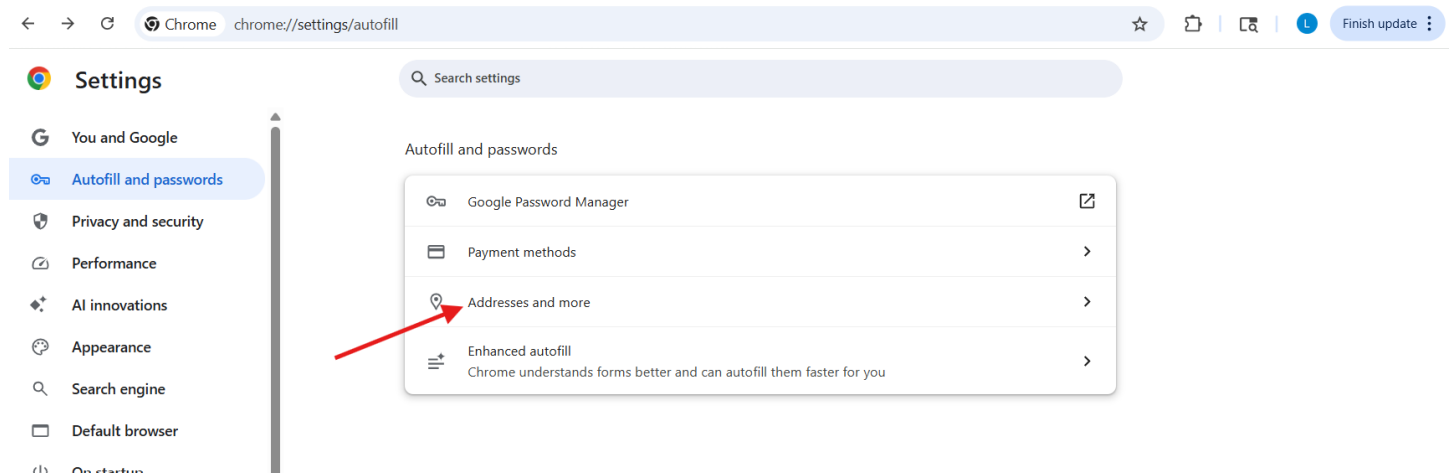 Chrome chrome://settings/autofill L Finish update
Settings Search settings
You and Google
Autofill and passwords
Privacy and security
Performance
AI innovations
Appearance
Search engine
Default browser
On startup
Autofill and passwords
Google Password Manager
Payment methods
Addresses and more
Enhanced autofill
Chrome understands forms better and can autofill them faster for you